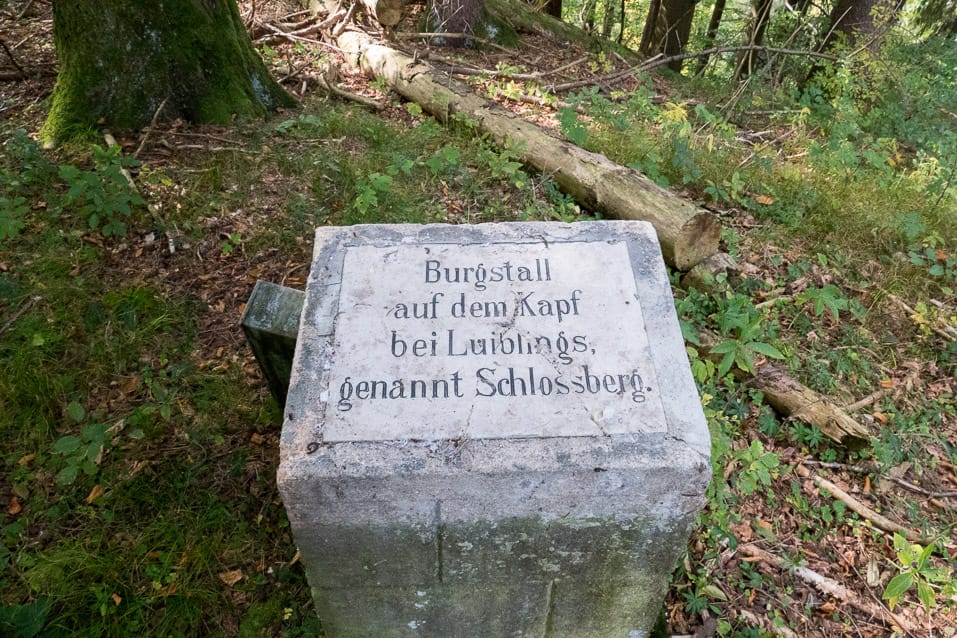 Burgstall
auf dem Kapf
bei Luiblings,
genannt Schlossberg.